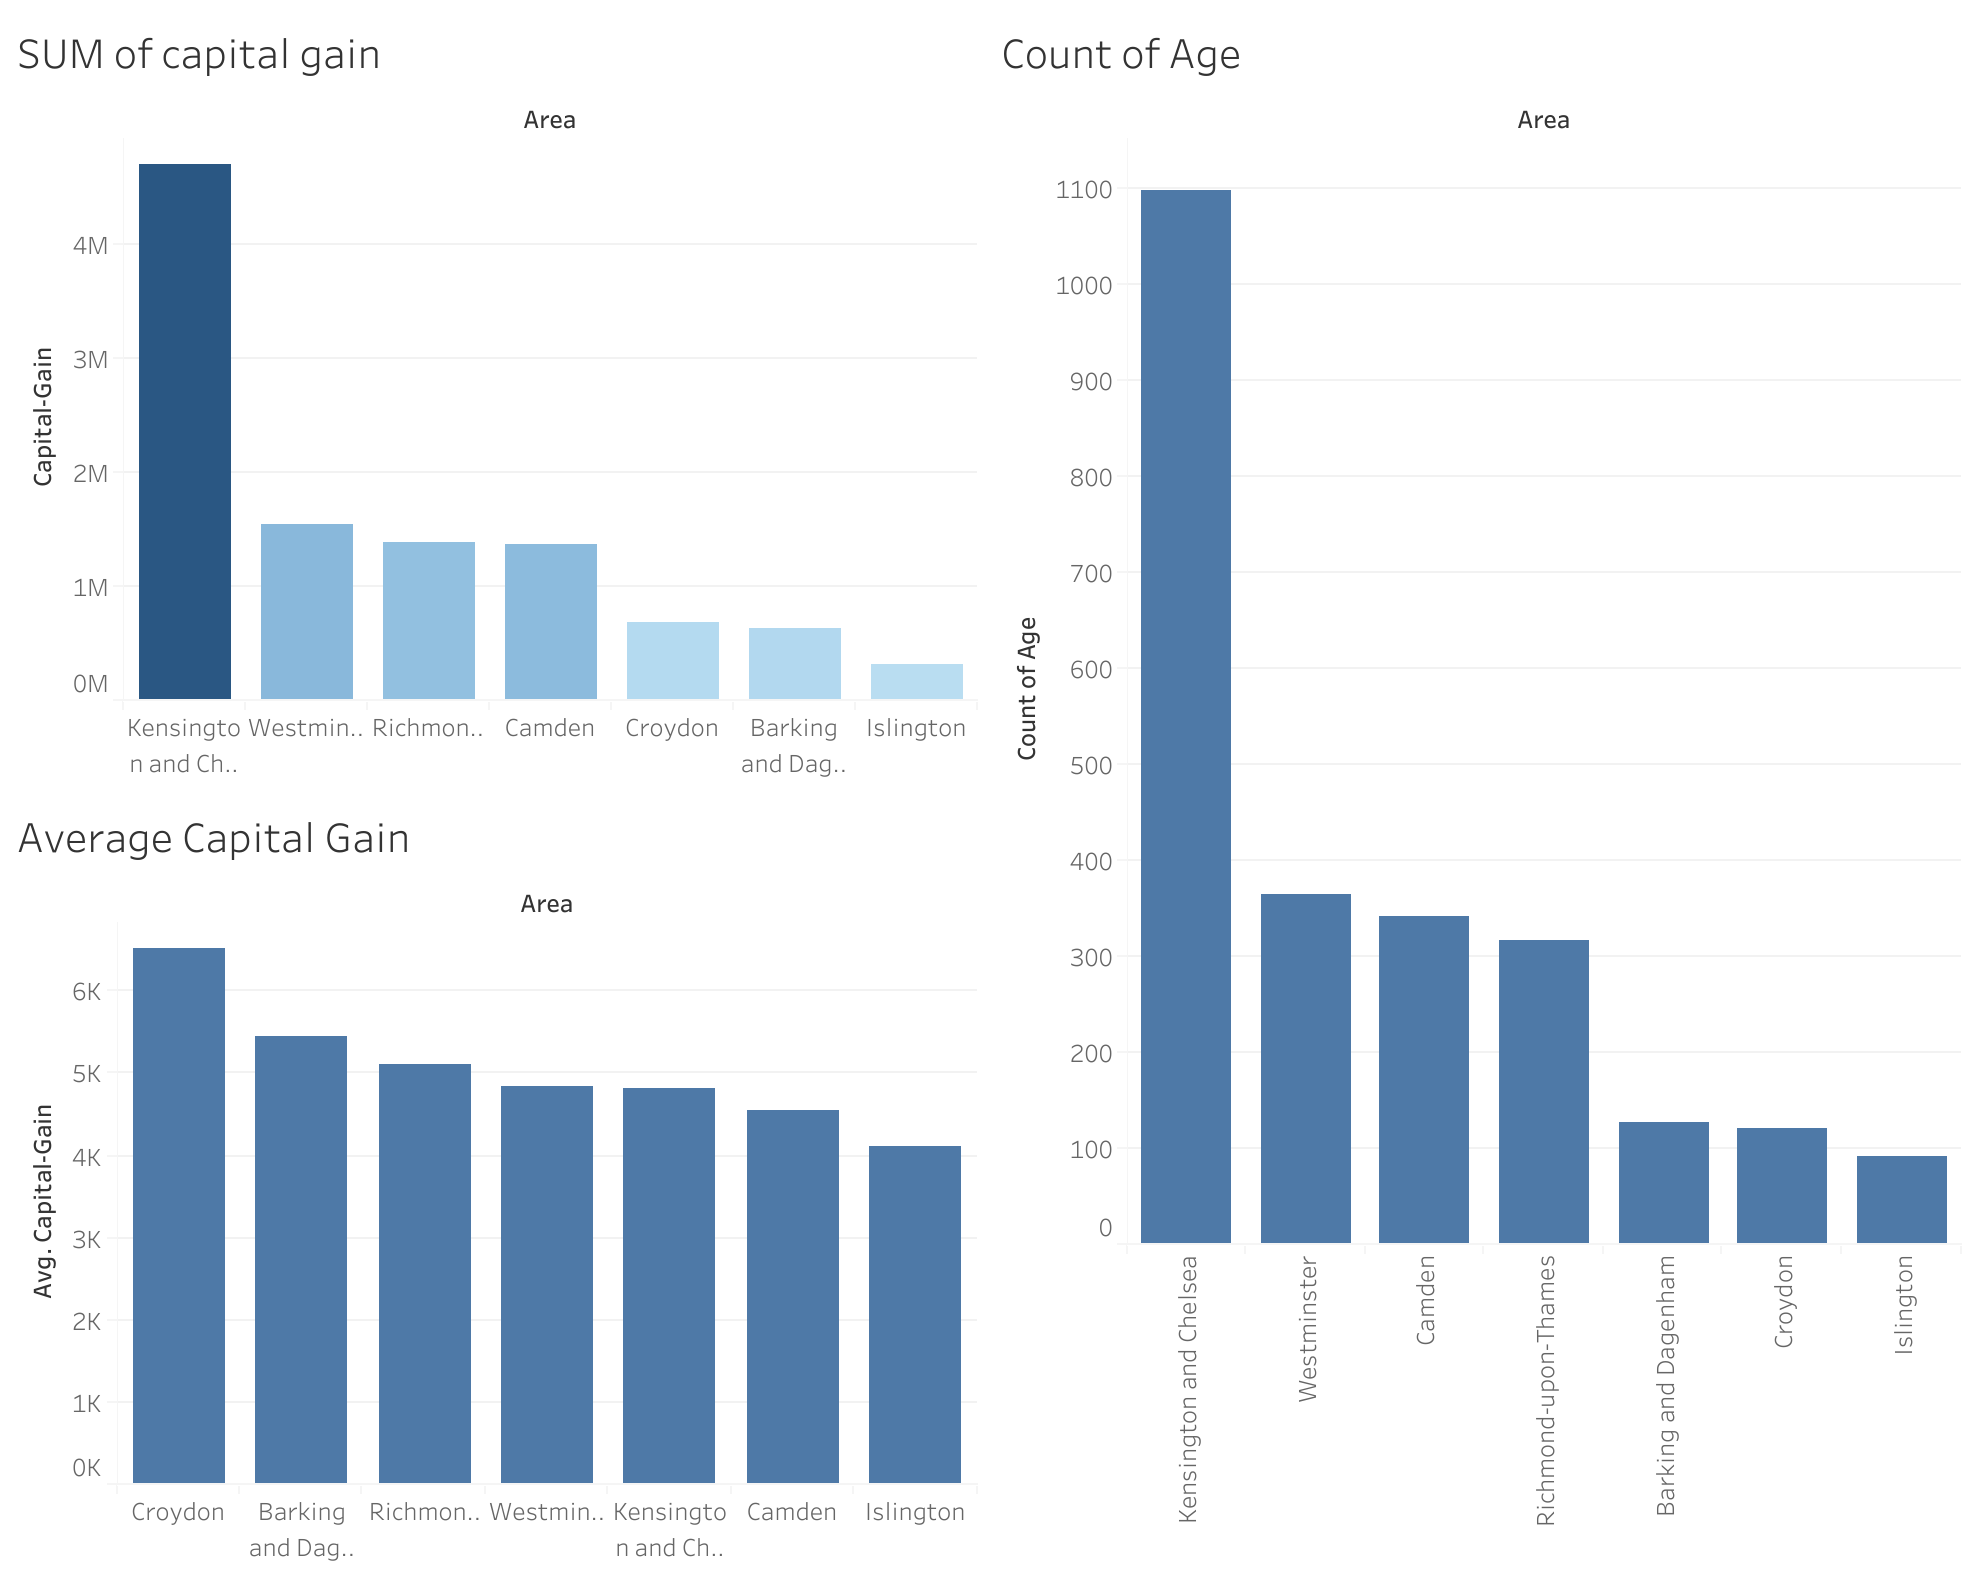 SUM of capital gain
Area
Capital-Gain
4M
3M
2M
1M
0M
Kensingto Westmin.. Richmon.. Camden Croydon Barking Islington
n and Ch.. and Dag..
Average Capital Gain
Area
Avg. Capital-Gain
6K
5K
4K
3K
2K
1K
0K
Croydon Barking Richmon.. Westmin.. Kensingto Camden Islington
and Dag.. n and Ch..
Count of Age
Area
Count of Age
1100
1000
900
800
700
600
500
400
300
200
100
0
Kensington and Chelsea
Westminster
Camden
Richmond-upon-Thames
Barking and Dagenham
Croydon
Islington